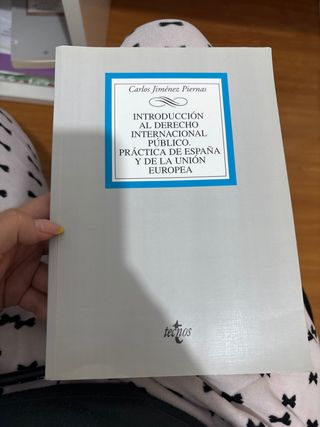 Carlos Jiménez Piernas
INTRODUCCIÓN
AL DERECHO
INTERNACIONAL
PÚBLICO.
PRÁCTICA DE ESPAÑA
Y DE LA UNIÓN
EUROPEA
tecnos